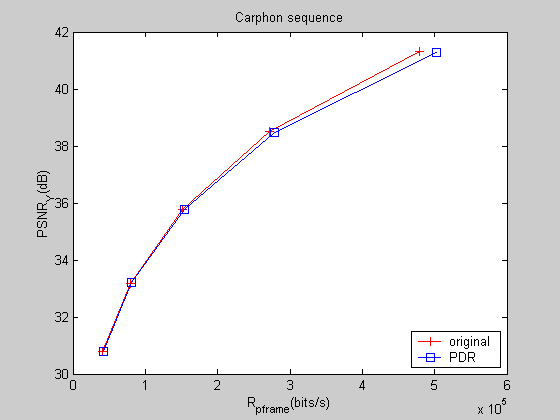 Carphon sequence
42
40
38
36
34
32
30
PSNR_Y(dB)
0 1 2 3 4 5 6
x 10^5
R_pframe(bits/s)
original
PDR